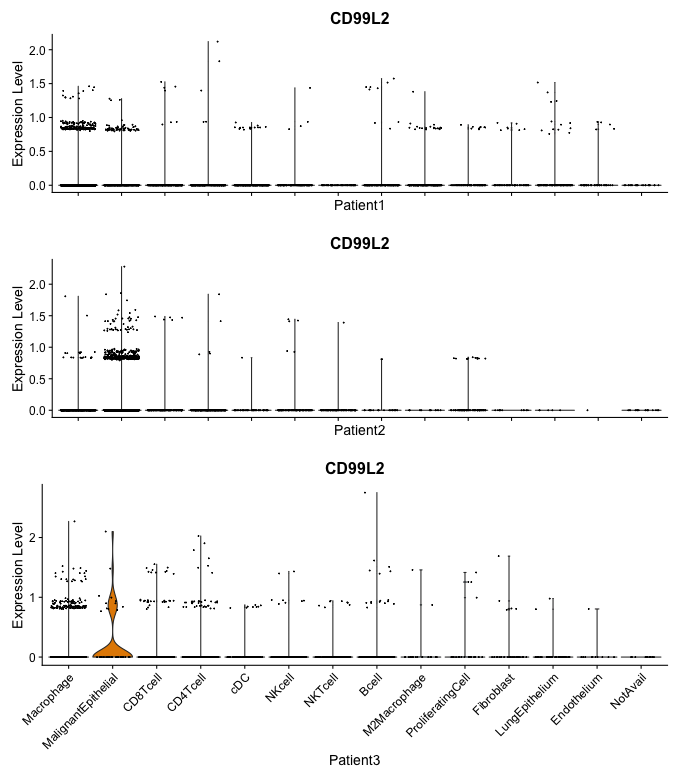 CD99L2
Expression Level
2.0
1.5
1.0
0.5
0.0
Patient1
CD99L2
Expression Level
2.0
1.5
1.0
0.5
0.0
Patient2
CD99L2
Expression Level
2
1
0
Macrophage
MalignantEpithelial
CD8Tcell
CD4Tcell
cDC
NKcell
NKTcell
Bcell
M2Macrophage
ProliferatingCell
Fibroblast
LungEpithelium
Endothelium
NotAvail
Patient3